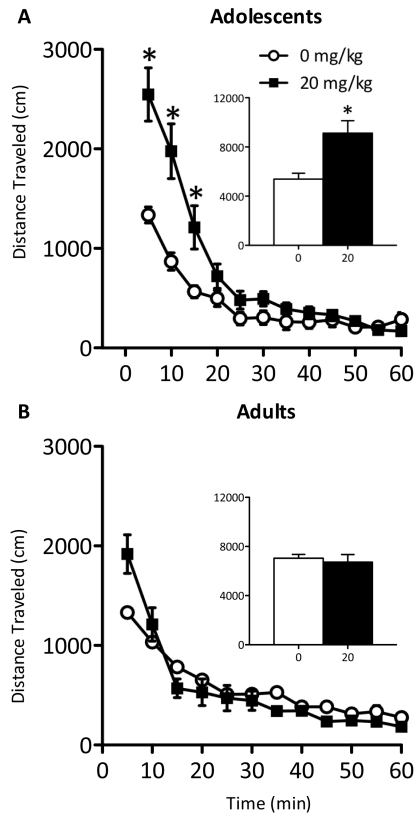 A Adolescents
3000
2000
1000
0
Distance Traveled (cm)
*
*
*
0 mg/kg
20 mg/kg
12000
8000
4000
0
*
0 20
0 10 20 30 40 50 60
B Adults
3000
2000
1000
0
Distance Traveled (cm)
12000
8000
4000
0
0 20
0 10 20 30 40 50 60
Time (min)